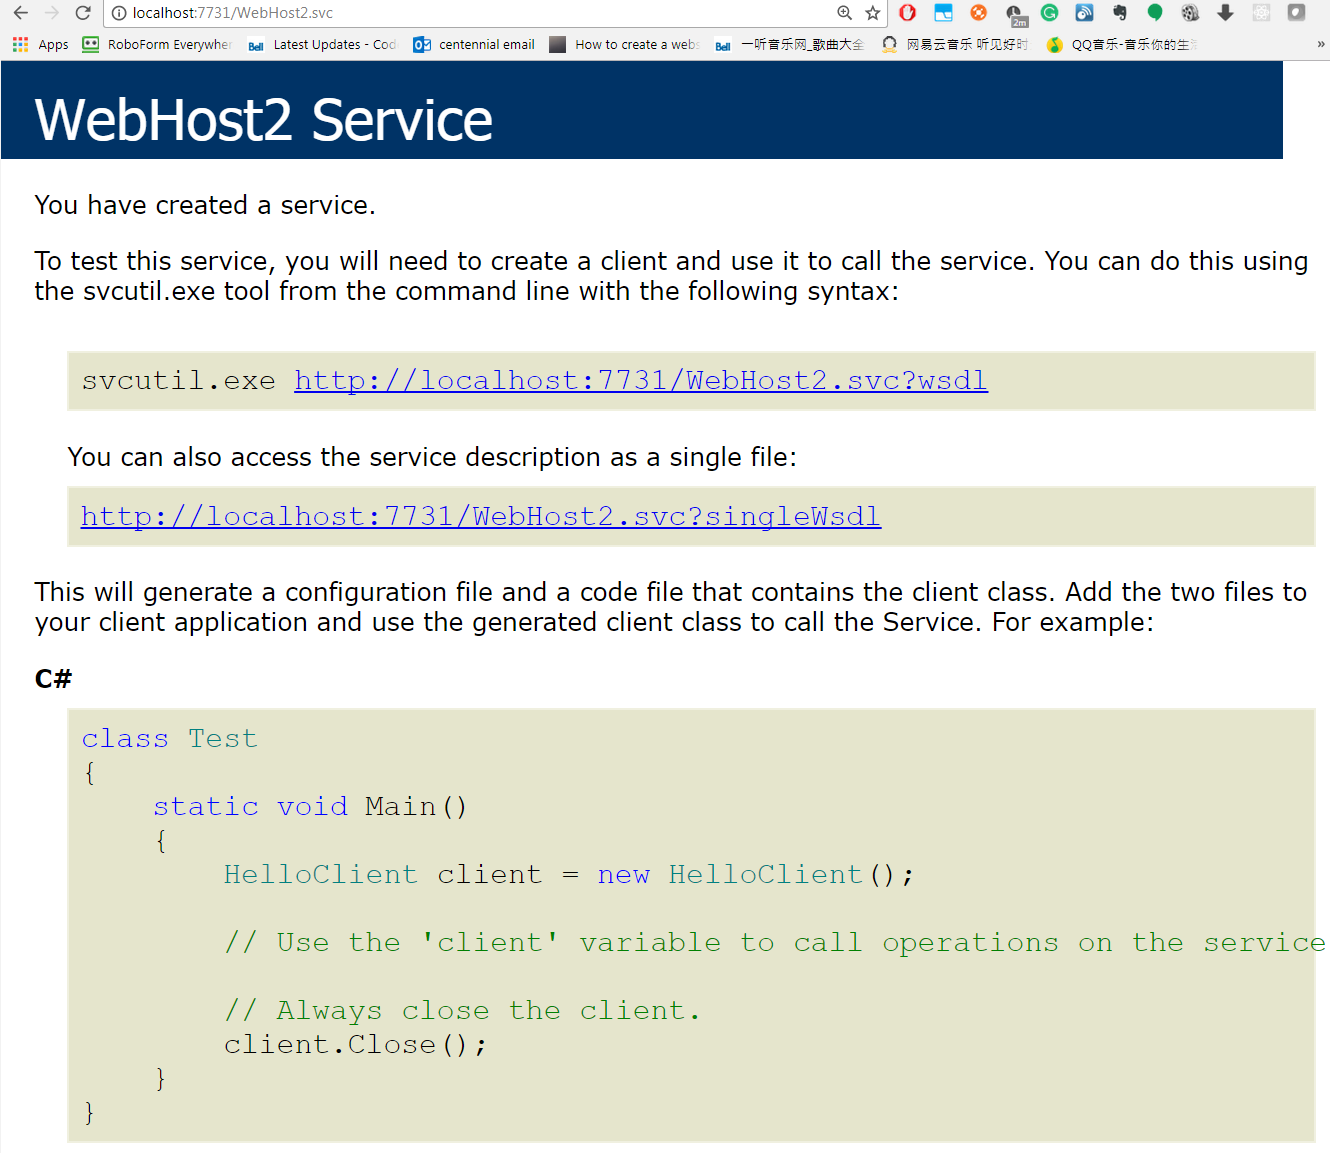 localhost:7731/WebHost2.svc
2m
Apps
RoboForm Everywhe
Bell
Latest Updates - Cod
centennial email
How to create a webs
Bell
一听音乐网_歌曲大全
网易云音乐 听见好时
QQ音乐-音乐你的生
»
WebHost2 Service
You have created a service.
To test this service, you will need to create a client and use it to call the service. You can do this using
the svcutil.exe tool from the command line with the following syntax:
svcutil.exe http://localhost:7731/WebHost2.svc?wsdl
You can also access the service description as a single file:
http://localhost:7731/WebHost2.svc?singleWsdl
This will generate a configuration file and a code file that contains the client class. Add the two files to
your client application and use the generated client class to call the Service. For example:
C#
class Test
{
static void Main()
{
HelloClient client = new HelloClient();
// Use the 'client' variable to call operations on the service
// Always close the client.
client.Close();
}
}